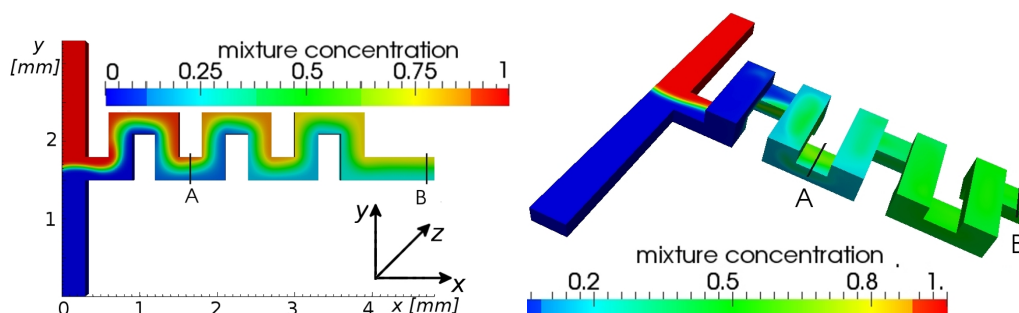 y
[mm]
mixture concentration
0 0.25 0.5 0.75 1
2
1
A
B
y
z
x
0 1 2 3 4 x [mm]
A
B
mixture concentration
0.2 0.5 0.8 1.